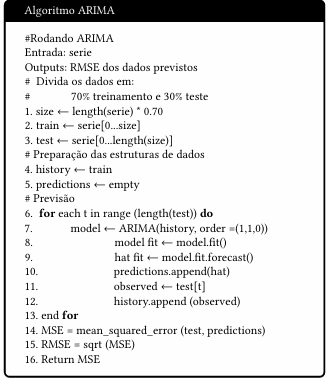 Algoritmo ARIMA
#Rodando ARIMA
Entrada: serie
Outputs: RMSE dos dados previstos
# Divida os dados em:
# 70% treinamento e 30% teste
1. size ← length(serie) * 0.70
2. train ← serie[0...size]
3. test ← serie[0...length(size)]
# Preparação das estruturas de dados
4. history ← train
5. predictions ← empty
# Previsão
6. for each t in range (length(test)) do
7. model ← ARIMA(history, order =(1,1,0))
8. model fit ← model.fit()
9. hat fit ← model.fit.forecast()
10. predictions.append(hat)
11. observed ← test[t]
12. history.append (observed)
13. end for
14. MSE = mean_squared_error (test, predictions)
15. RMSE = sqrt (MSE)
16. Return MSE